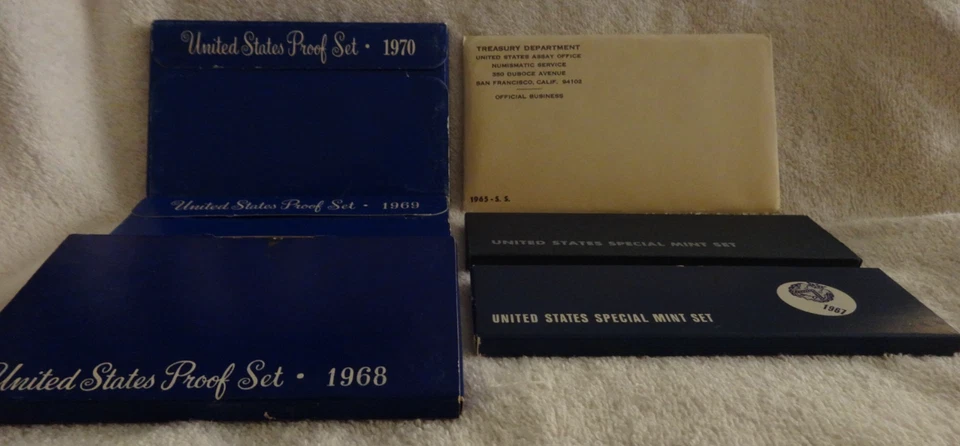 United States Proof Set · 1970
United States Proof Set · 1969
United States Proof Set · 1968
TREASURY DEPARTMENT
UNITED STATES ASSAY OFFICE
NUMISMATIC SERVICE
350 DUBOCE AVENUE
SAN FRANCISCO, CALIF. 94102
OFFICIAL BUSINESS
1965 - S. S.
UNITED STATES SPECIAL MINT SET
UNITED STATES SPECIAL MINT SET
1967